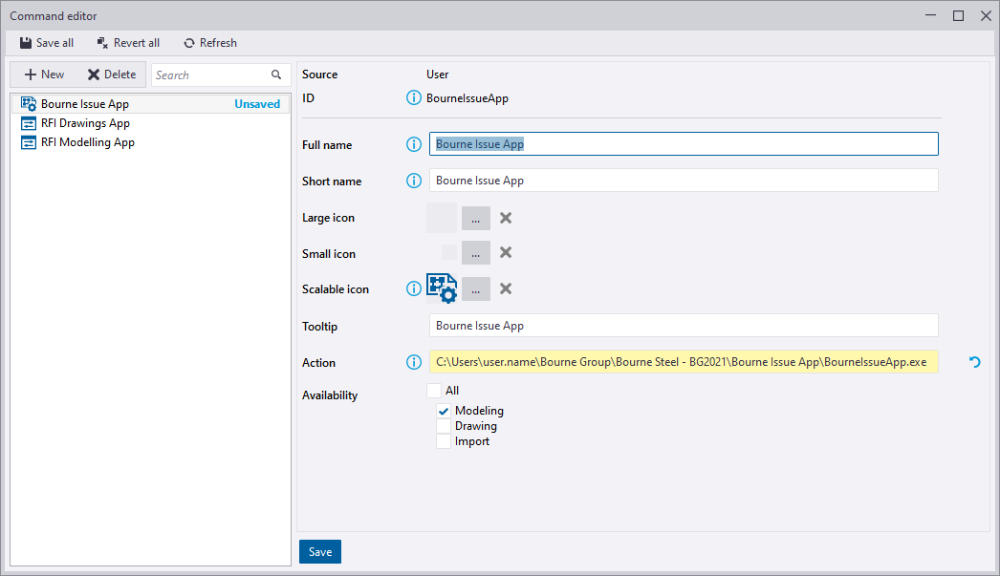 Command editor
Save all Revert all Refresh
New Delete Search
Bourne Issue App Unsaved
RFI Drawings App
RFI Modelling App
Source User
ID BourneIssueApp
Full name Bourne Issue App
Short name Bourne Issue App
Large icon ...
Small icon ...
Scalable icon ...
Tooltip Bourne Issue App
Action C:\Users\user.name\Bourne Group\Bourne Steel - BG2021\Bourne Issue App\BourneIssueApp.exe
Availability All
Modeling
Drawing
Import
Save